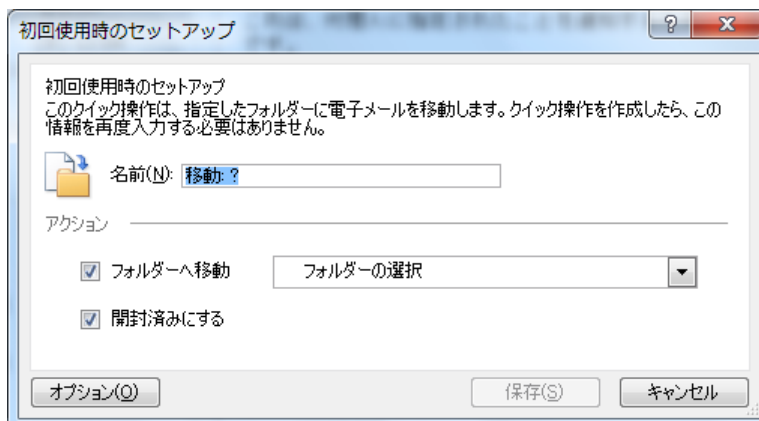 初回使用時のセットアップ
初回使用時のセットアップ
このクイック操作は、指定したフォルダーに電子メールを移動します。クイック操作を作成したら、この
情報を再度入力する必要はありません。
名前(N): 移動: ?
アクション
フォルダーへ移動 フォルダーの選択
開封済みにする
オプション(O) 保存(S) キャンセル